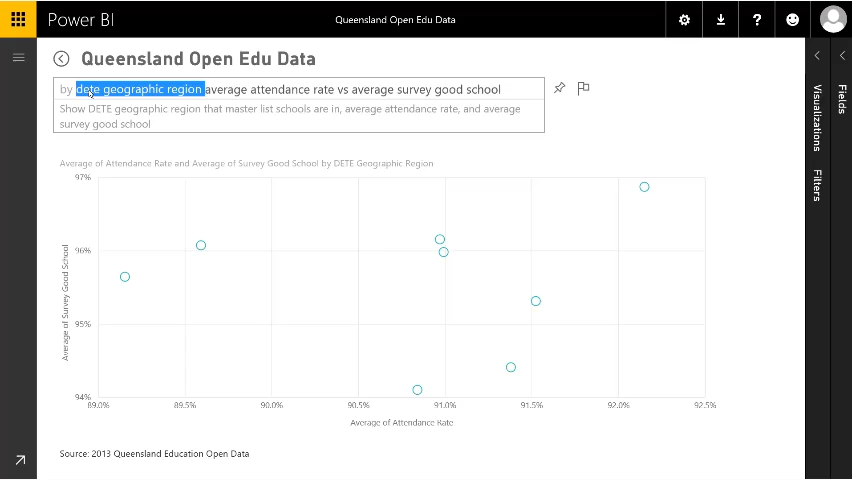 Power BI
Queensland Open Edu Data
?
Queensland Open Edu Data
by dete geographic region average attendance rate vs average survey good school
Show DETE geographic region that master list schools are in, average attendance rate, and average
survey good school
Visualizations
Filters
Fields
Average of Attendance Rate and Average of Survey Good School by DETE Geographic Region
97%
96%
95%
94%
Average of Survey Good School
89.0% 89.5% 90.0% 90.5% 91.0% 91.5% 92.0% 92.5%
Average of Attendance Rate
Source: 2013 Queensland Education Open Data